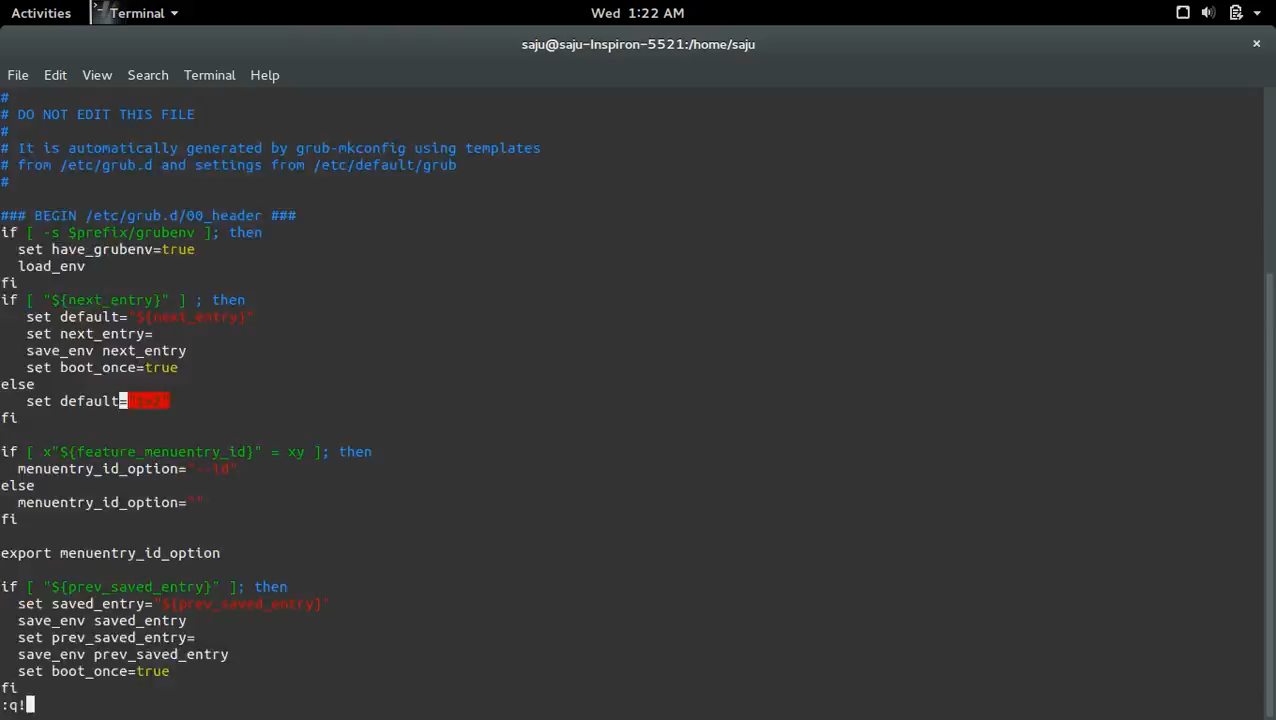 Activities
Terminal
Wed 1:22 AM
saju@saju-Inspiron-5521:/home/saju
×
File Edit View Search Terminal Help
#
# DO NOT EDIT THIS FILE
#
# It is automatically generated by grub-mkconfig using templates
# from /etc/grub.d and settings from /etc/default/grub
#
### BEGIN /etc/grub.d/00_header ###
if [ -s $prefix/grubenv ]; then
  set have_grubenv=true
  load_env
fi
if [ "${next_entry}" ] ; then
   set default="${next_entry}"
   set next_entry=
   save_env next_entry
   set boot_once=true
else
   set default=
fi
if [ x"${feature_menuentry_id}" = xy ]; then
  menuentry_id_option="--id"
else
  menuentry_id_option=""
fi
export menuentry_id_option
if [ "${prev_saved_entry}" ]; then
  set saved_entry="${prev_saved_entry}"
  save_env saved_entry
  set prev_saved_entry=
  save_env prev_saved_entry
  set boot_once=true
fi
:q!